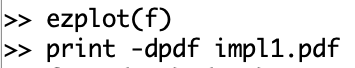 >> ezplot(f)
>> print -dpdf impl1.pdf